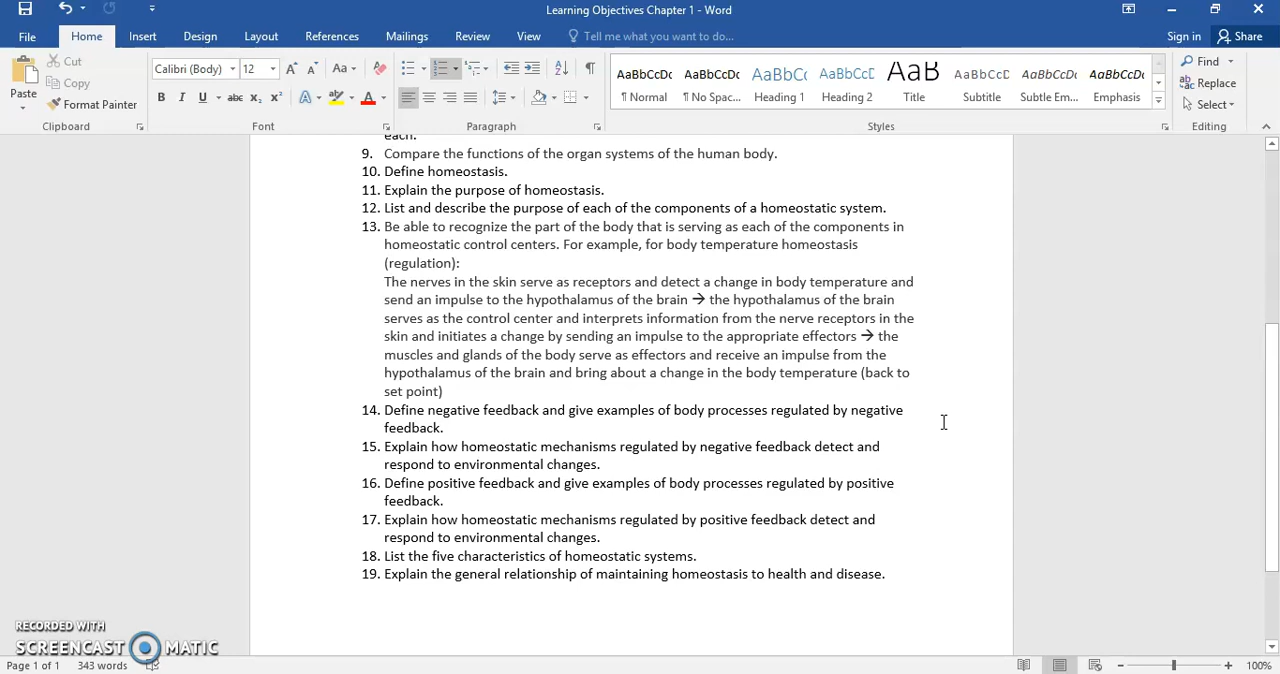 Learning Objectives Chapter 1 - Word
File Home Insert Design Layout References Mailings Review View Tell me what you want to do... Sign in Share
Paste
Cut
Copy
Format Painter
Clipboard
Calibri (Body) 12 Aa
B I U abc x₂ x² A A
Font
Paragraph
AaBbCcDc AaBbCcDc AaBbCc AaBbCcE AaB AaBbCcD AaBbCcDc AaBbCcDc
¶ Normal ¶ No Spac... Heading 1 Heading 2 Title Subtitle Subtle Em... Emphasis
Styles
Find
Replace
Select
Editing
each.
9. Compare the functions of the organ systems of the human body.
10. Define homeostasis.
11. Explain the purpose of homeostasis.
12. List and describe the purpose of each of the components of a homeostatic system.
13. Be able to recognize the part of the body that is serving as each of the components in
homeostatic control centers. For example, for body temperature homeostasis
(regulation):
The nerves in the skin serve as receptors and detect a change in body temperature and
send an impulse to the hypothalamus of the brain → the hypothalamus of the brain
serves as the control center and interprets information from the nerve receptors in the
skin and initiates a change by sending an impulse to the appropriate effectors → the
muscles and glands of the body serve as effectors and receive an impulse from the
hypothalamus of the brain and bring about a change in the body temperature (back to
set point)
14. Define negative feedback and give examples of body processes regulated by negative
feedback.
15. Explain how homeostatic mechanisms regulated by negative feedback detect and
respond to environmental changes.
16. Define positive feedback and give examples of body processes regulated by positive
feedback.
17. Explain how homeostatic mechanisms regulated by positive feedback detect and
respond to environmental changes.
18. List the five characteristics of homeostatic systems.
19. Explain the general relationship of maintaining homeostasis to health and disease.
RECORDED WITH
SCREENCAST MATIC
Page 1 of 1 343 words 100%